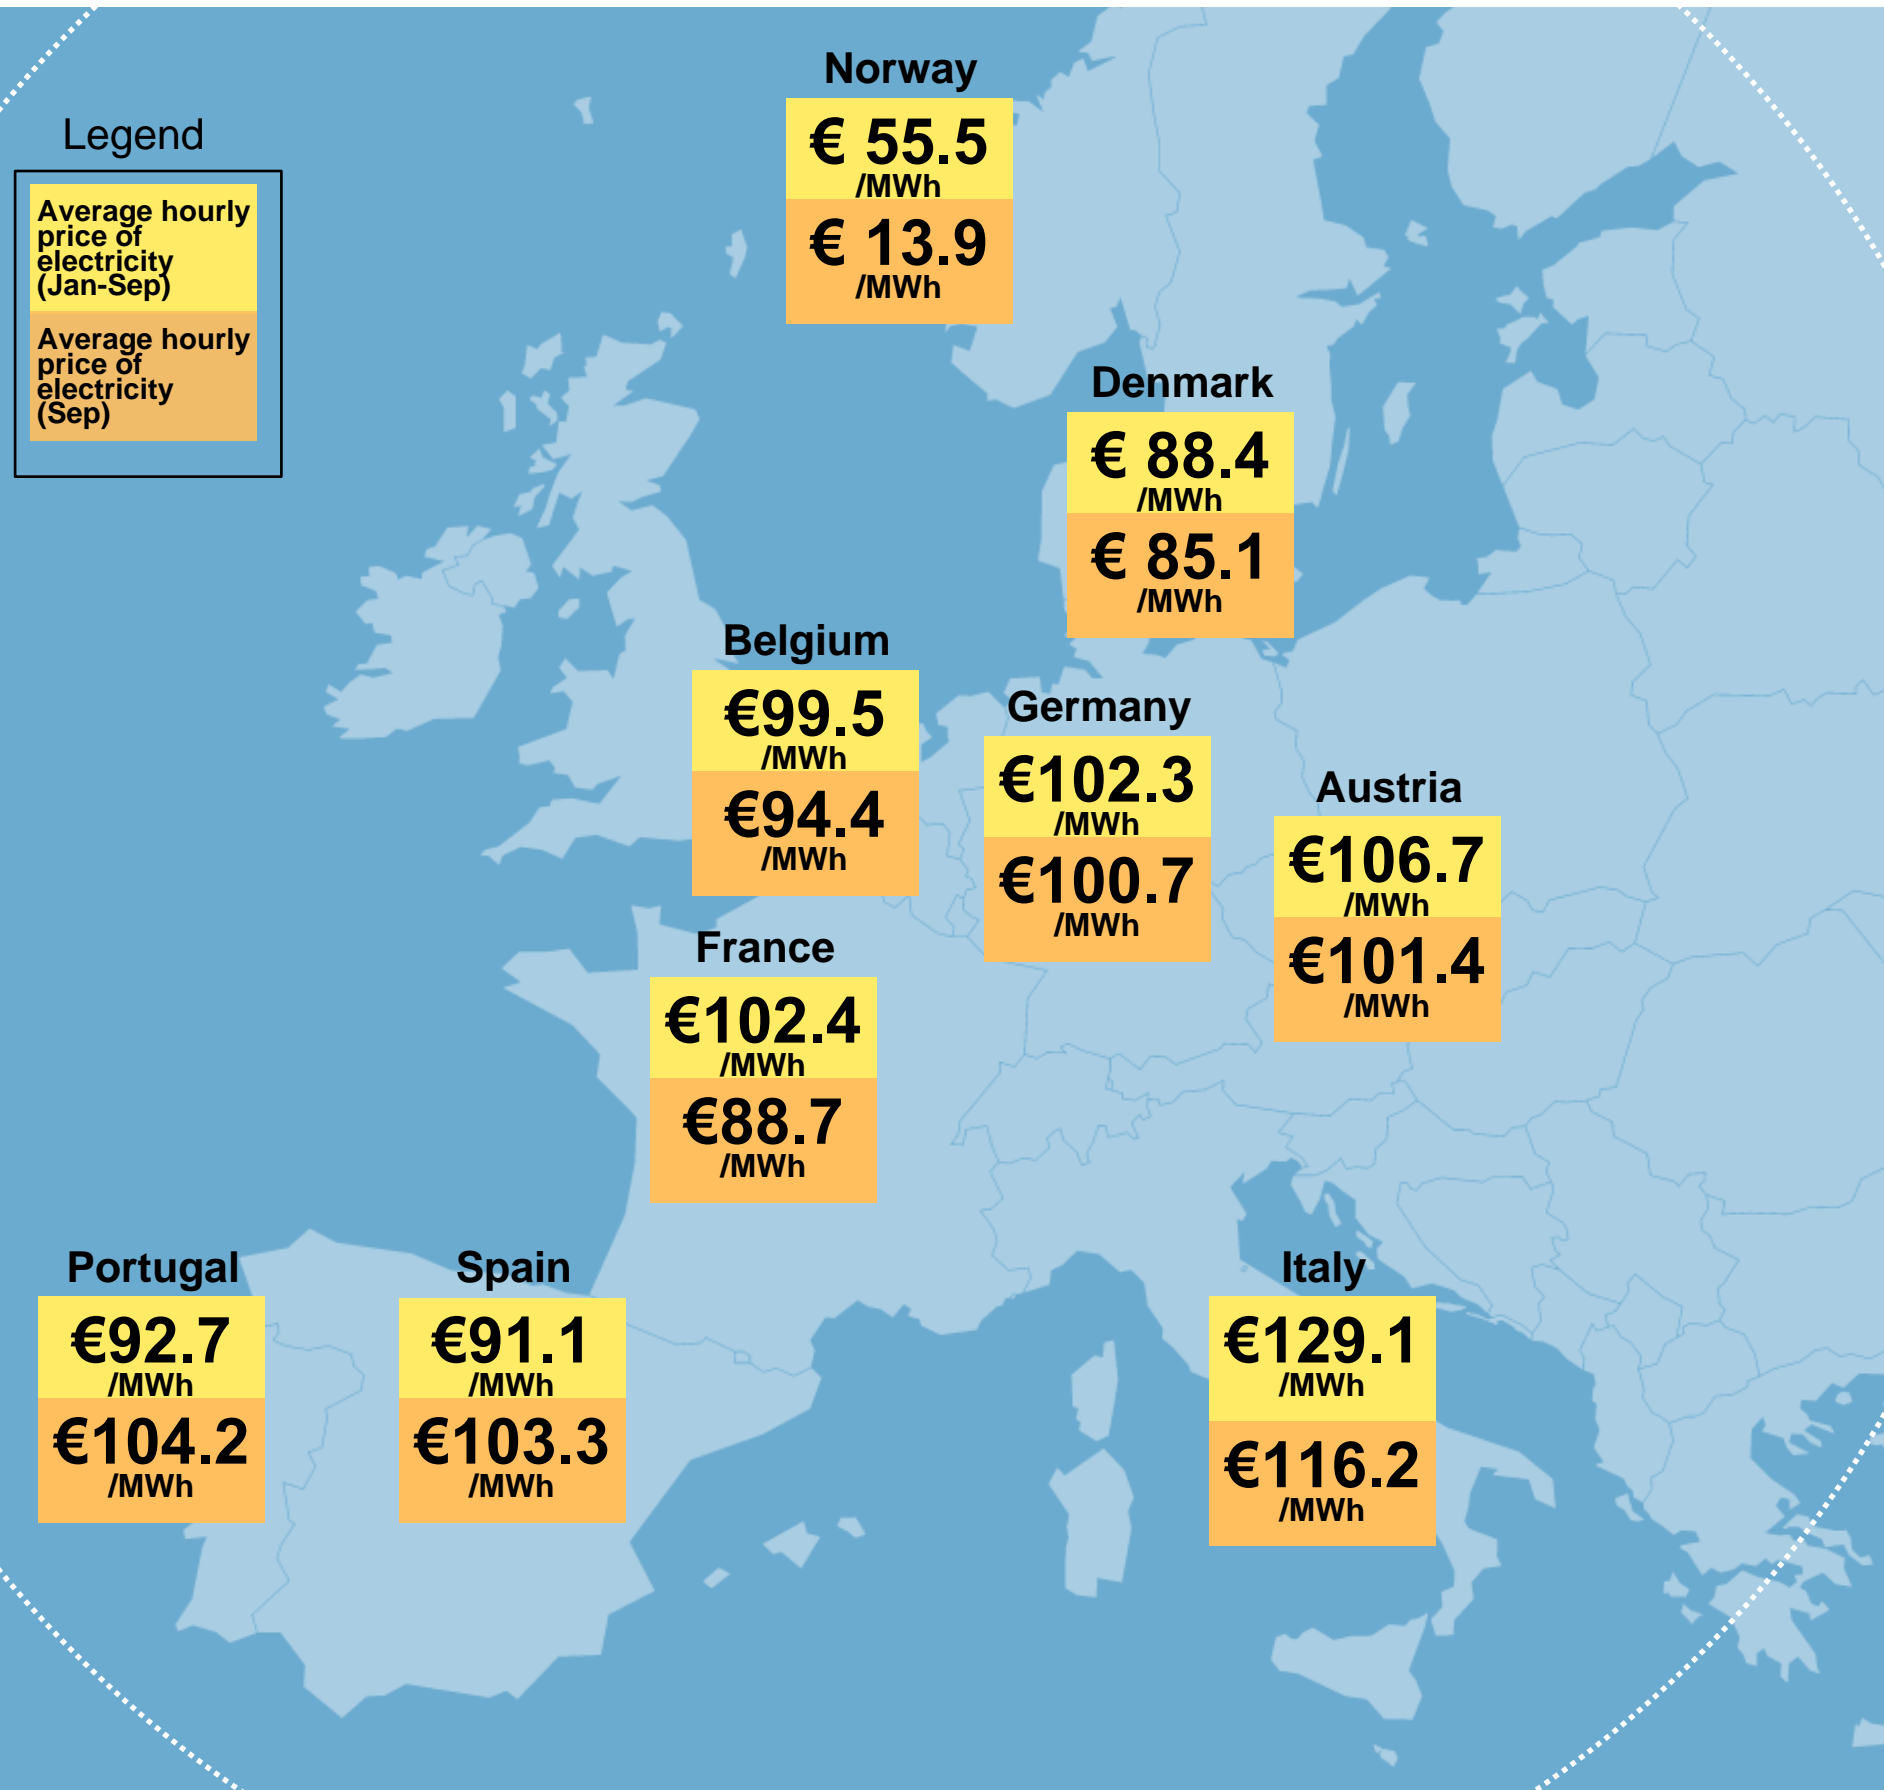 Legend
Average hourly
price of
electricity
(Jan-Sep)
Average hourly
price of
electricity
(Sep)
Norway
€ 55.5
/MWh
€ 13.9
/MWh
Denmark
€ 88.4
/MWh
€ 85.1
/MWh
Belgium
€99.5
/MWh
€94.4
/MWh
Germany
€102.3
/MWh
€100.7
/MWh
Austria
€106.7
/MWh
€101.4
/MWh
France
€102.4
/MWh
€88.7
/MWh
Portugal
€92.7
/MWh
€104.2
/MWh
Spain
€91.1
/MWh
€103.3
/MWh
Italy
€129.1
/MWh
€116.2
/MWh